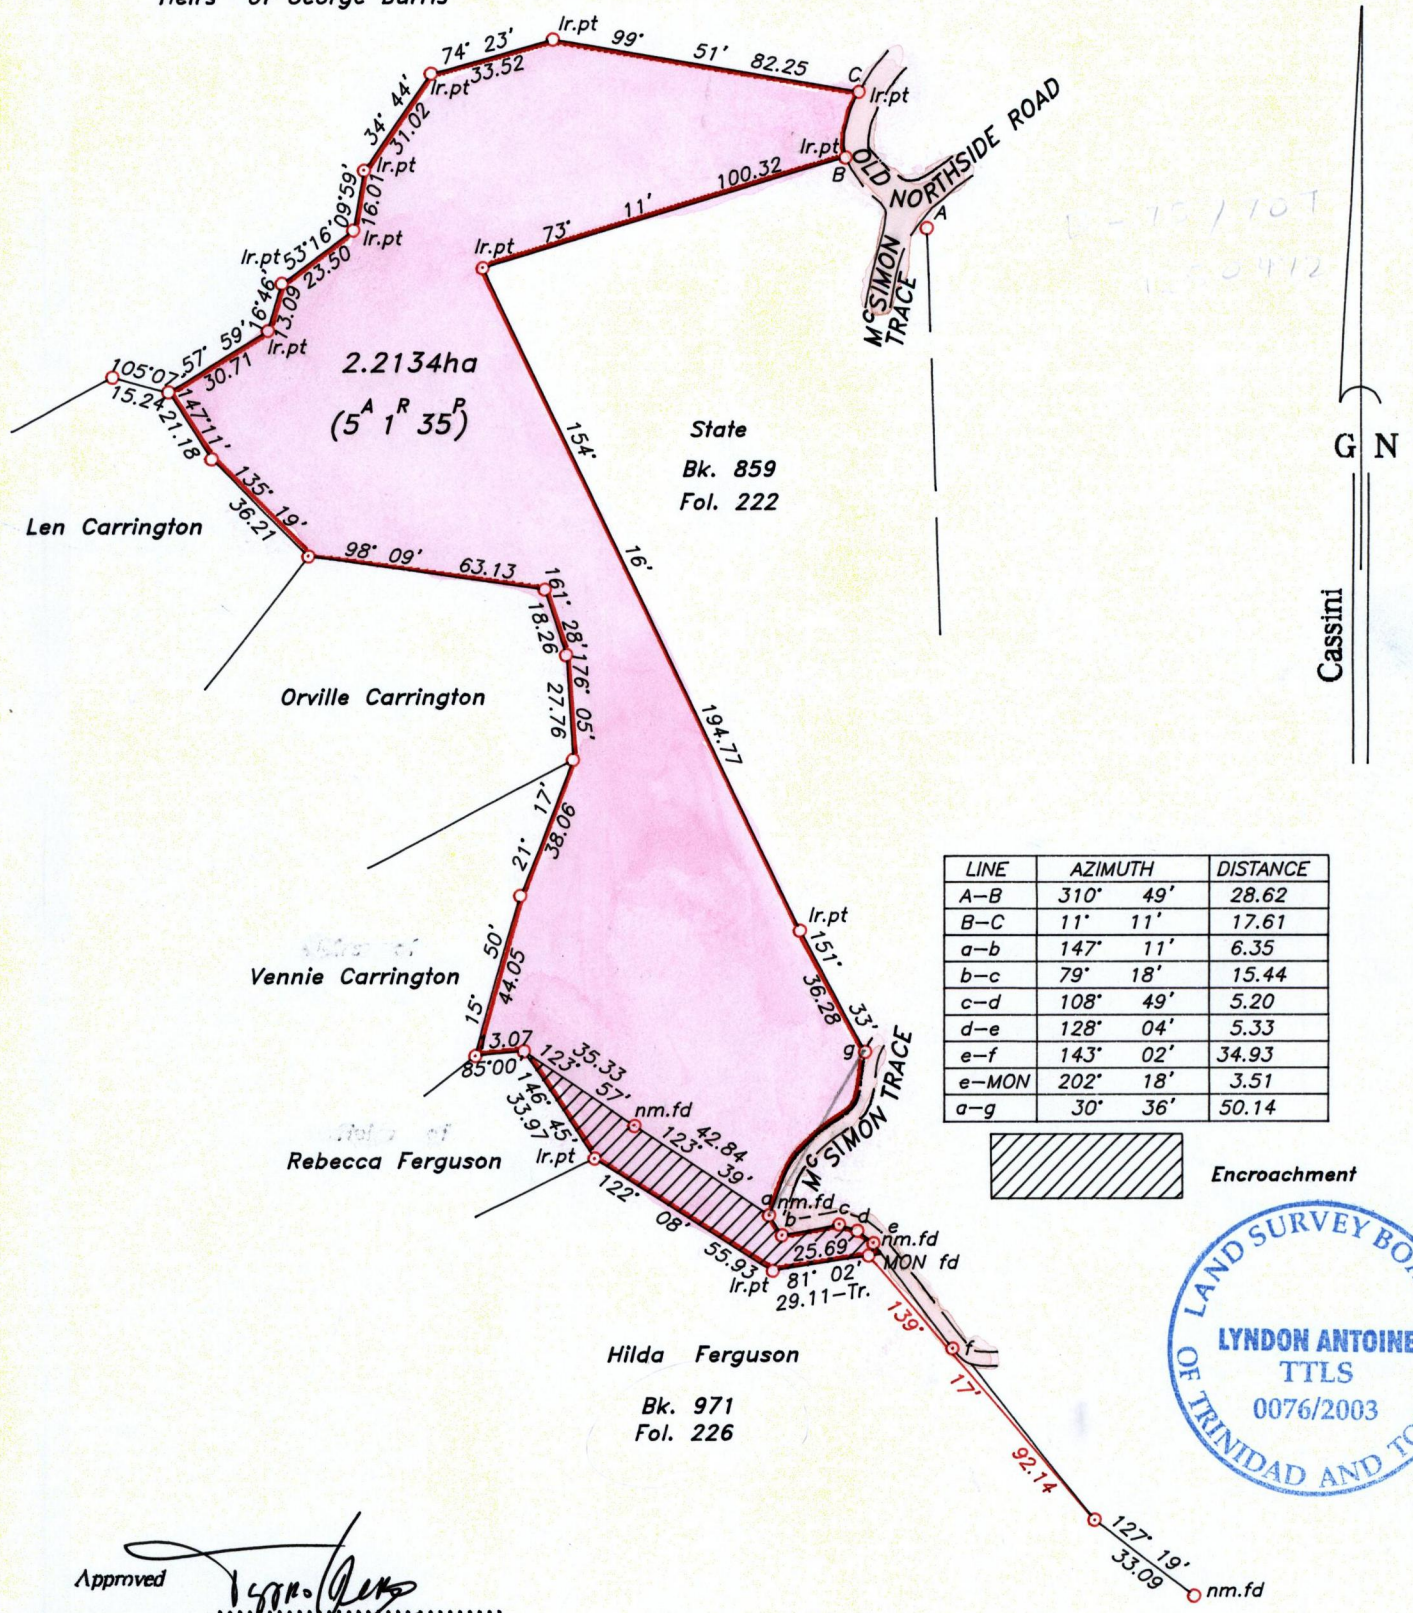 Heirs of George Burris
Ir.pt
74° 23'
33.52
99° 51' 82.25
C
Ir.pt
Ir.pt
34° 44'
31.02
Ir.pt
09°59'
16.01
Ir.pt
53°16'
23.50
Ir.pt
16°46'
13.09
Ir.pt
57° 59'
30.71
105°07'
15.24
147°11'
21.18
135° 19'
36.21
Ir.pt
B
73° 11' 100.32
Ir.pt
OLD NORTHSIDE ROAD
A
McSIMON TRACE
2.2134ha
(5A 1R 35P)
State
Bk. 859
Fol. 222
154° 16' 194.77
G N
Cassini
Len Carrington
98° 09' 63.13
161° 28'
18.26
176° 05'
27.76
Orville Carrington
21° 17'
38.06
15° 50'
44.05
Vennie Carrington
Ir.pt
151° 33'
36.28
g
McSIMON TRACE
LINE AZIMUTH DISTANCE
A-B 310° 49' 28.62
B-C 11° 11' 17.61
a-b 147° 11' 6.35
b-c 79° 18' 15.44
c-d 108° 49' 5.20
d-e 128° 04' 5.33
e-f 143° 02' 34.93
e-MON 202° 18' 3.51
a-g 30° 36' 50.14
Encroachment
13.07
85°00'
35.33
123° 57'
nm.fd
42.84
123° 39'
146° 45'
33.97
Ir.pt
Rebecca Ferguson
122° 08' 55.93
Ir.pt
a
nm.fd
b
c
d
e
nm.fd
MON fd
25.69
81° 02'
29.11-Tr.
139° 17' 92.14
f
Hilda Ferguson
Bk. 971
Fol. 226
LAND SURVEY BOA
OF TRINIDAD AND TO
LYNDON ANTOINE
TTLS
0076/2003
127° 19'
33.09
nm.fd
Approved